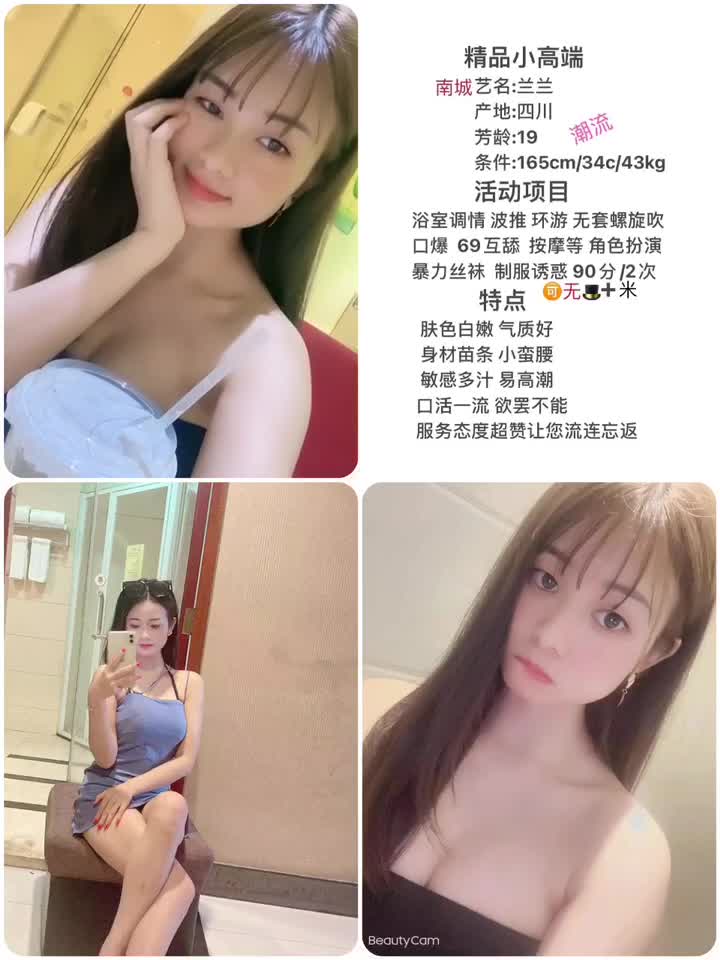 精品小高端
南城 艺名:兰兰
产地:四川
芳龄:19
潮流
条件:165cm/34c/43kg
活动项目
浴室调情 波推 环游 无套螺旋吹
口爆 69互舔 按摩等 角色扮演
暴力丝袜 制服诱惑 90分/2次
🉑无🎩➕米
特点
肤色白嫩 气质好
身材苗条 小蛮腰
敏感多汁 易高潮
口活一流 欲罢不能
服务态度超赞让您流连忘返
BeautyCam